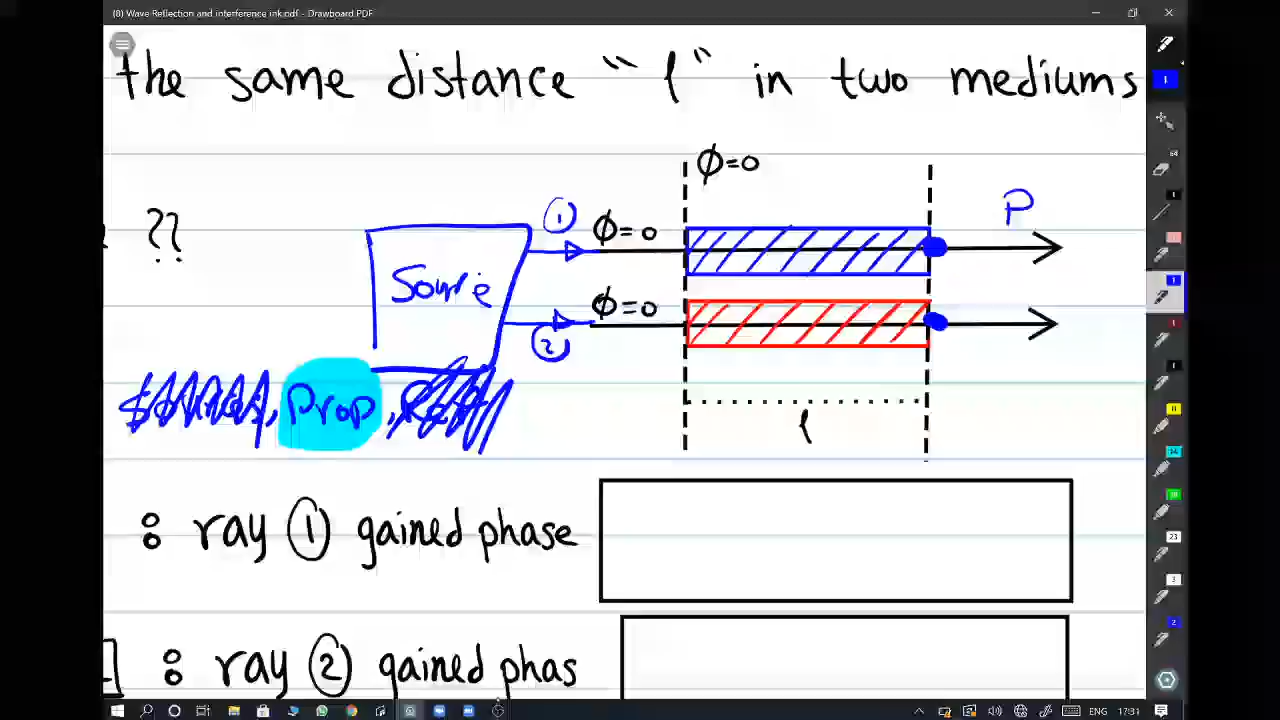 (8) Wave Reflection and interference ink.pdf - Drawboard PDF
the same distance " l " in two mediums
ϕ=0
P
①
ϕ=0
??
Source
ϕ=0
②
, Prop,
l
: ray ① gained phase
: ray ② gained phas
ENG 17:31